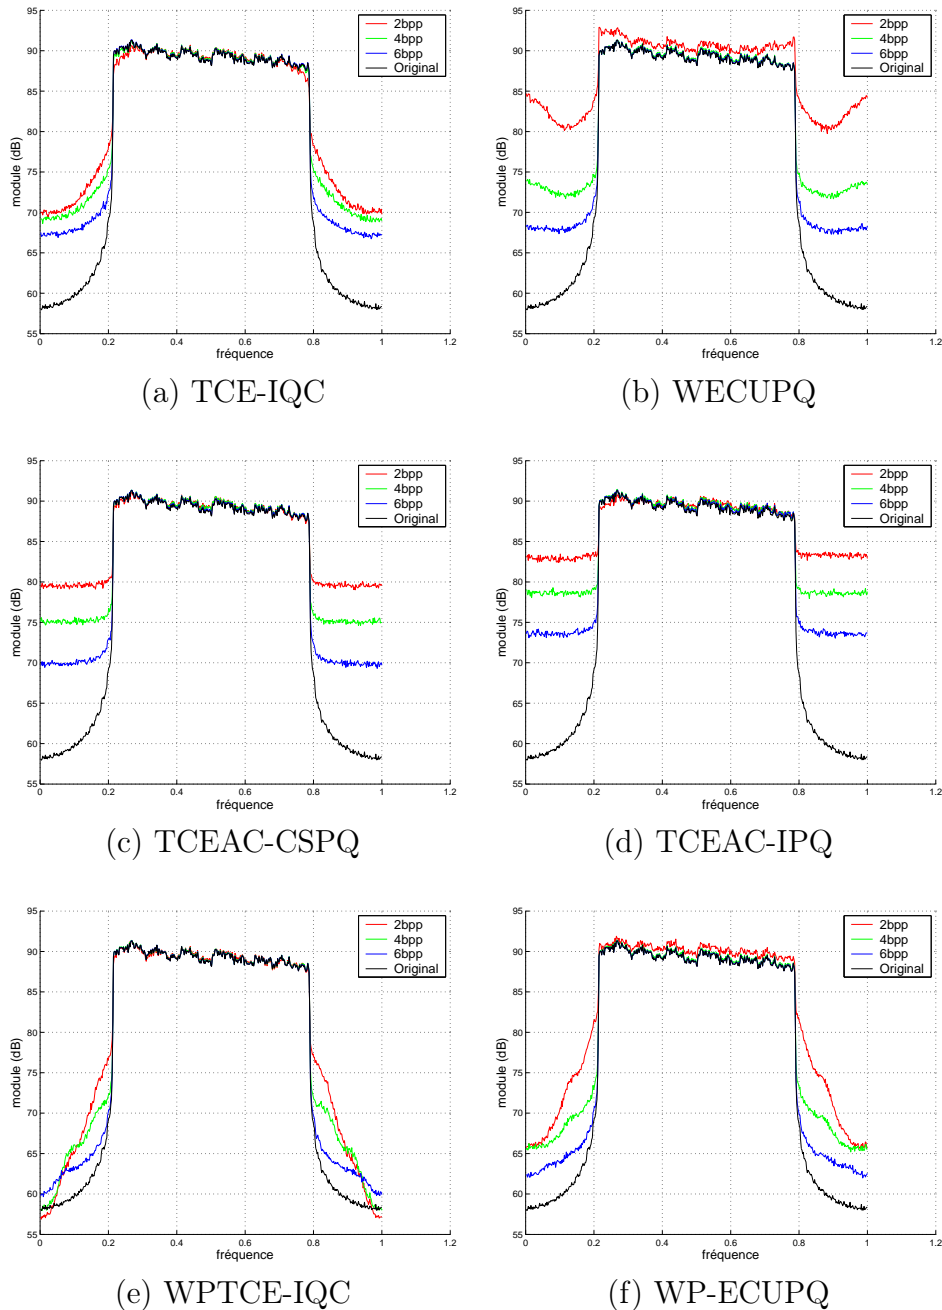 95
90
85
80
75
70
65
60
55
module (dB)
0 0.2 0.4 0.6 0.8 1 1.2
fréquence
2bpp
4bpp
6bpp
Original
(a) TCE-IQC
95
90
85
80
75
70
65
60
55
module (dB)
0 0.2 0.4 0.6 0.8 1 1.2
fréquence
2bpp
4bpp
6bpp
Original
(b) WECUPQ
95
90
85
80
75
70
65
60
55
module (dB)
0 0.2 0.4 0.6 0.8 1 1.2
fréquence
2bpp
4bpp
6bpp
Original
(c) TCEAC-CSPQ
95
90
85
80
75
70
65
60
55
module (dB)
0 0.2 0.4 0.6 0.8 1 1.2
fréquence
2bpp
4bpp
6bpp
Original
(d) TCEAC-IPQ
95
90
85
80
75
70
65
60
55
module (dB)
0 0.2 0.4 0.6 0.8 1 1.2
fréquence
2bpp
4bpp
6bpp
Original
(e) WPTCE-IQC
95
90
85
80
75
70
65
60
55
module (dB)
0 0.2 0.4 0.6 0.8 1 1.2
fréquence
2bpp
4bpp
6bpp
Original
(f) WP-ECUPQ